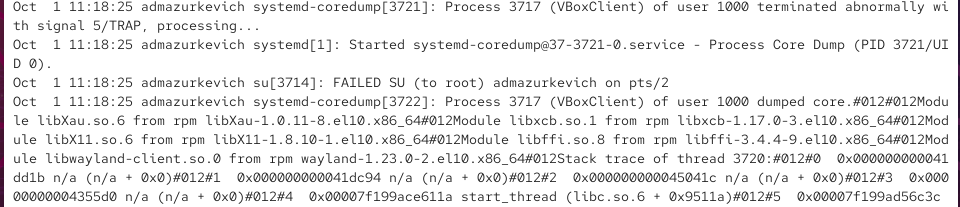 Oct  1 11:18:25 admazurkevich systemd-coredump[3721]: Process 3717 (VBoxClient) of user 1000 terminated abnormally wi
th signal 5/TRAP, processing...
Oct  1 11:18:25 admazurkevich systemd[1]: Started systemd-coredump@37-3721-0.service - Process Core Dump (PID 3721/UI
D 0).
Oct  1 11:18:25 admazurkevich su[3714]: FAILED SU (to root) admazurkevich on pts/2
Oct  1 11:18:25 admazurkevich systemd-coredump[3722]: Process 3717 (VBoxClient) of user 1000 dumped core.#012#012Modu
le libXau.so.6 from rpm libXau-1.0.11-8.el10.x86_64#012Module libxcb.so.1 from rpm libxcb-1.17.0-3.el10.x86_64#012Mod
ule libX11.so.6 from rpm libX11-1.8.10-1.el10.x86_64#012Module libffi.so.8 from rpm libffi-3.4.4-9.el10.x86_64#012Mod
ule libwayland-client.so.0 from rpm wayland-1.23.0-2.el10.x86_64#012Stack trace of thread 3720:#012#0  0x000000000041
dd1b n/a (n/a + 0x0)#012#1  0x000000000041dc94 n/a (n/a + 0x0)#012#2  0x000000000045041c n/a (n/a + 0x0)#012#3  0x000
00000004355d0 n/a (n/a + 0x0)#012#4  0x00007f199ace611a start_thread (libc.so.6 + 0x9511a)#012#5  0x00007f199ad56c3c